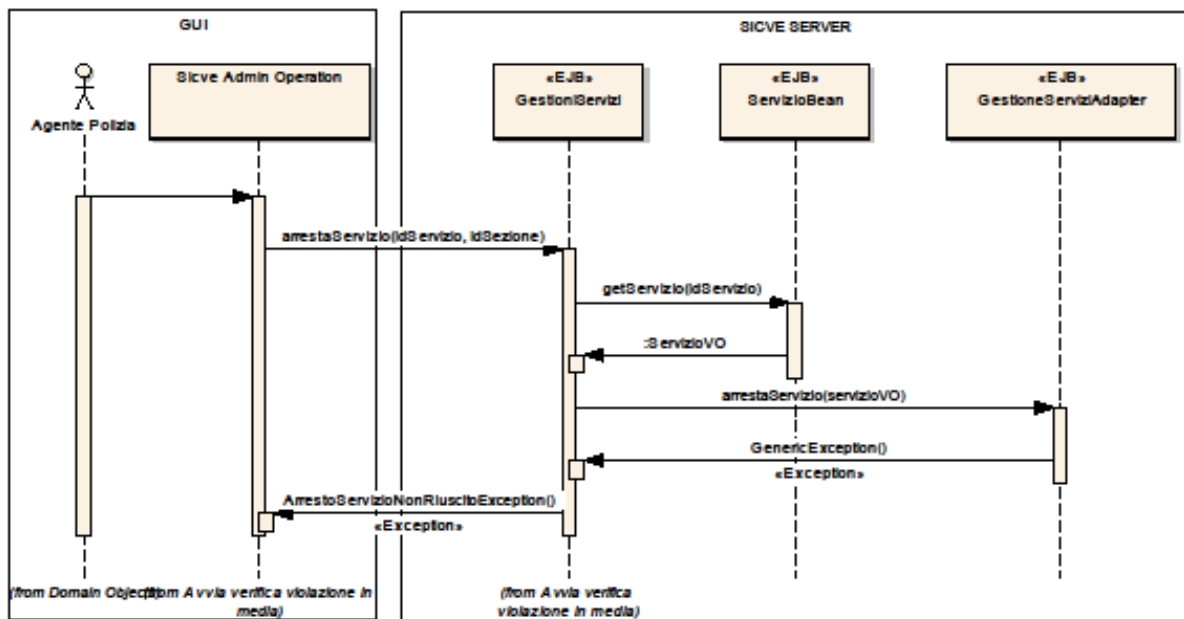 GUI
SICVE SERVER
Sicve Admin Operation
«EJB»
GestioniServizi
«EJB»
ServizioBean
«EJB»
GestioneServiziAdapter
Agente Polizia
arrestaServizio(idServizio, idSezione)
getServizio(idServizio)
:ServizioVO
arrestaServizio(servizioVO)
GenericException()
«Exception»
ArrestoServizioNonRiuscitoException()
«Exception»
(from Domain Objects)
(from Avvia verifica violazione in
media)
(from Avvia verifica
violazione in media)